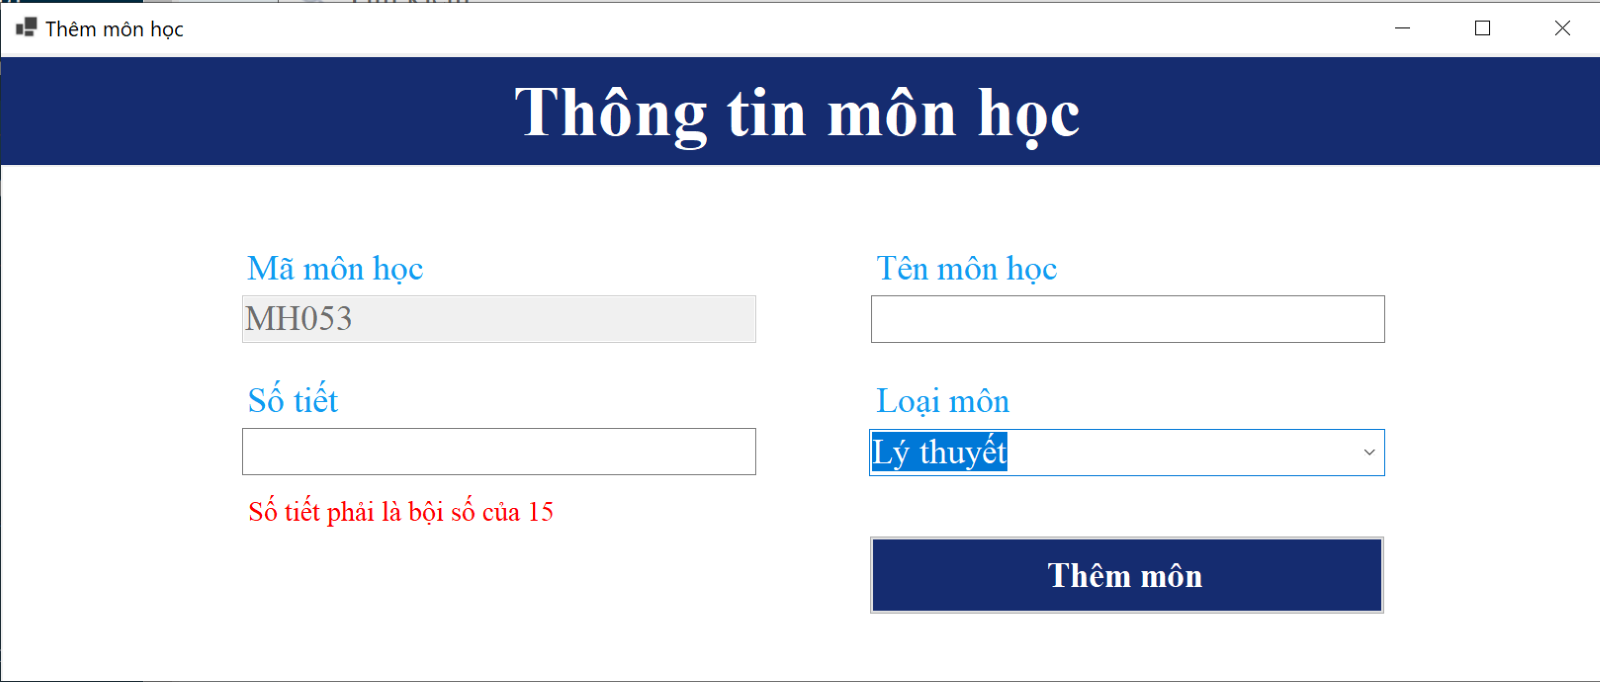 Thêm môn học
Thông tin môn học
Mã môn học
Tên môn học
MH053
Số tiết
Loại môn
Lý thuyết
Số tiết phải là bội số của 15
Thêm môn